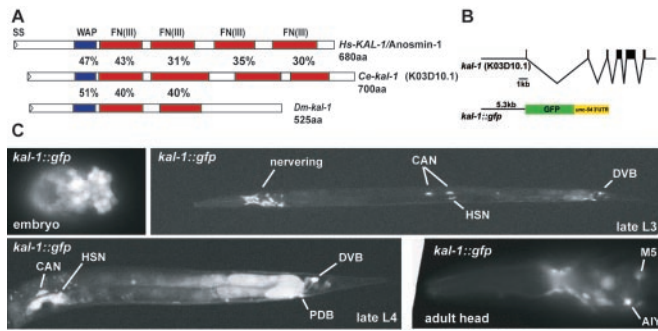 A
SS WAP FN(III) FN(III) FN(III) FN(III)
Hs-KAL-1/Anosmin-1
680aa
47% 43% 31% 35% 30%
Ce-kal-1 (K03D10.1)
700aa
51% 40% 40%
Dm-kal-1
525aa
B
kal-1 (K03D10.1)
1kb
5.3kb
kal-1::gfp GFP unc-54 3'UTR
C
kal-1::gfp
embryo
kal-1::gfp
nervering
CAN
HSN
DVB
late L3
kal-1::gfp
CAN
HSN
DVB
PDB
late L4
kal-1::gfp
M5
AIY
adult head